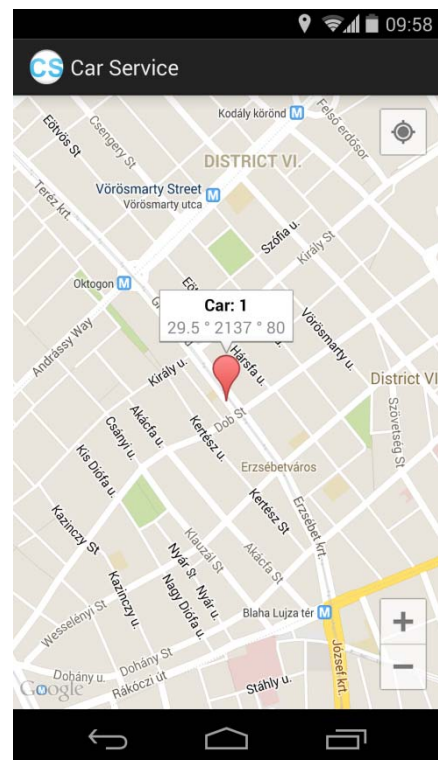 09:58
CS Car Service
Kodály körönd M
Felső erdősor
Eötvös St
Csengery St
DISTRICT VI.
Vörösmarty Street M
Vörösmarty utca
Teréz krt.
Szófia u.
Király St
Oktogon M
Car: 1
29.5 ° 2137 ° 80
Vörösmarty u.
Andrássy Way
Hársfa u.
Király u.
District VI
Dob St
Szövetség St
Akácfa u.
Csányi u.
Kertész u.
Kis Diófa u.
Erzsébetváros
Kertész St
Erzsébet krt.
Kazinczy St
Klauzál St
Akácfa St
Nyár St
Nyár u.
Nagy Diófa u.
Kazinczy u.
Wesselényi St
Blaha Lujza tér M
+
−
József krt.
Dohány St
Dohány u.
Rákóczi út
Stáhly u.
Google